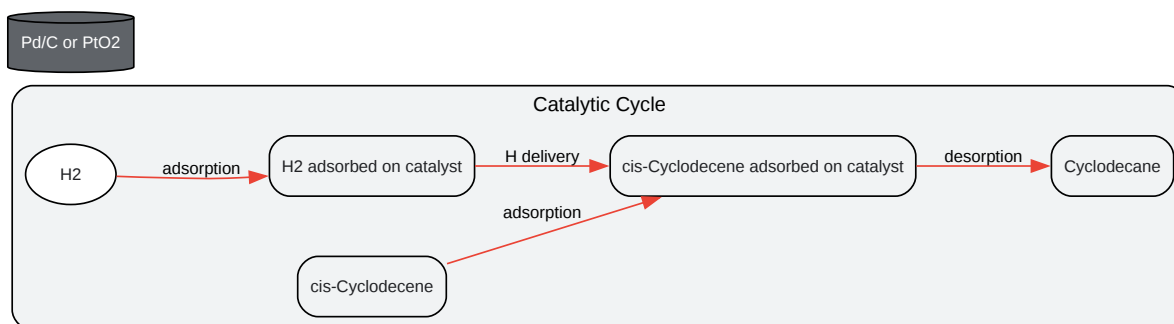 Pd/C or PtO2
Catalytic Cycle
H2
adsorption
H2 adsorbed on catalyst
H delivery
cis-Cyclodecene adsorbed on catalyst
desorption
Cyclodecane
adsorption
cis-Cyclodecene